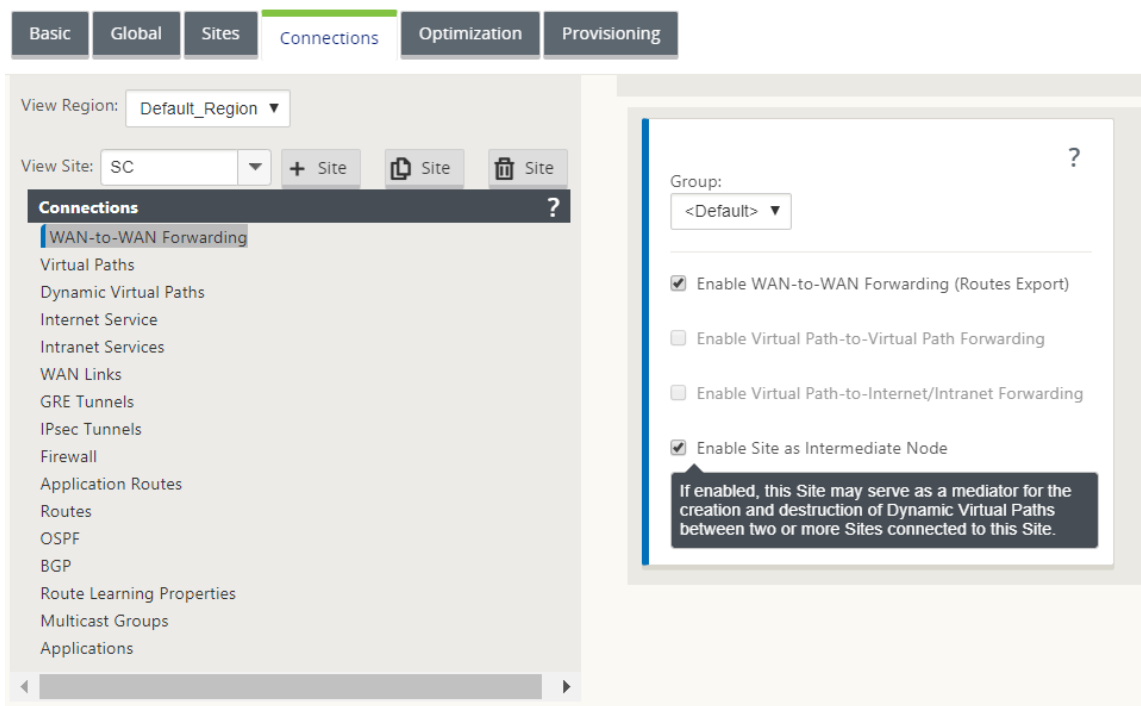 Basic
Global
Sites
Connections
Optimization
Provisioning
View Region: Default_Region
View Site: SC + Site Site Site
Connections ?
WAN-to-WAN Forwarding
Virtual Paths
Dynamic Virtual Paths
Internet Service
Intranet Services
WAN Links
GRE Tunnels
IPsec Tunnels
Firewall
Application Routes
Routes
OSPF
BGP
Route Learning Properties
Multicast Groups
Applications
?
Group:
<Default>
Enable WAN-to-WAN Forwarding (Routes Export)
Enable Virtual Path-to-Virtual Path Forwarding
Enable Virtual Path-to-Internet/Intranet Forwarding
Enable Site as Intermediate Node
If enabled, this Site may serve as a mediator for the
creation and destruction of Dynamic Virtual Paths
between two or more Sites connected to this Site.